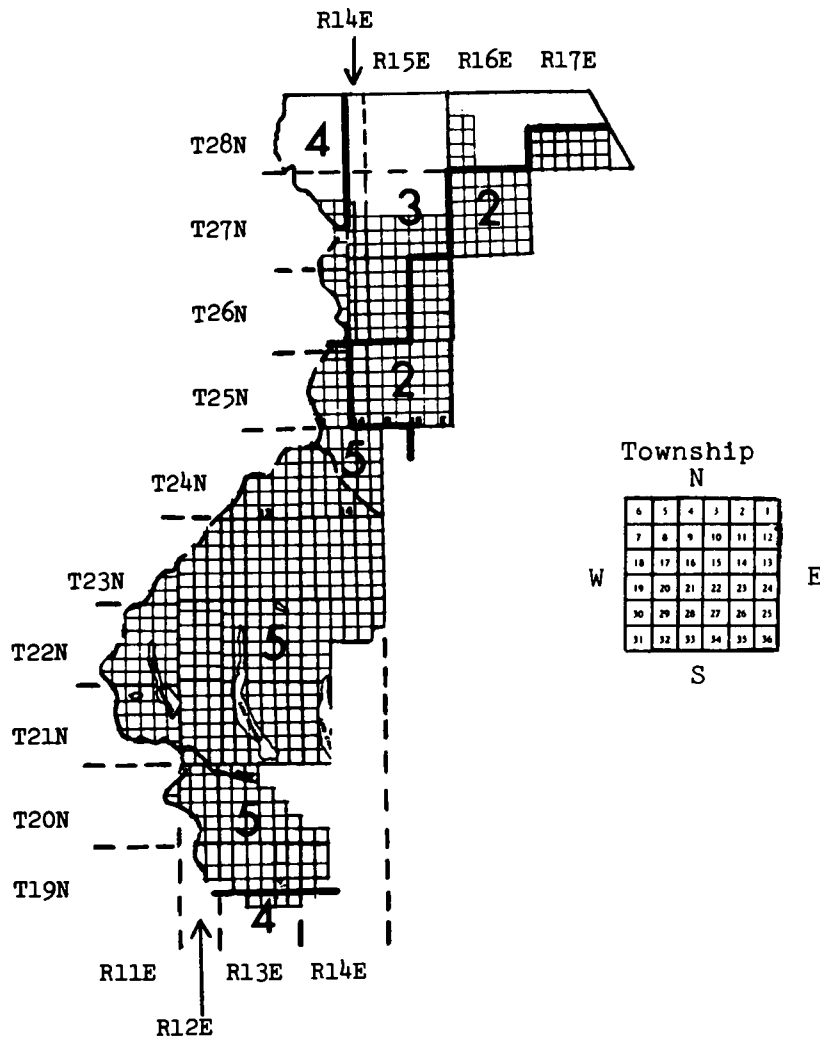 R14E
R15E R16E R17E
T28N
4
3
2
T27N
T26N
2
T25N
5
T24N
T23N
5
T22N
T21N
5
T20N
T19N
4
R11E R13E R14E
R12E
Township
N
6 5 4 3 2 1
7 8 9 10 11 12
18 17 16 15 14 13
W 19 20 21 22 23 24 E
30 29 28 27 26 25
31 32 33 34 35 36
S